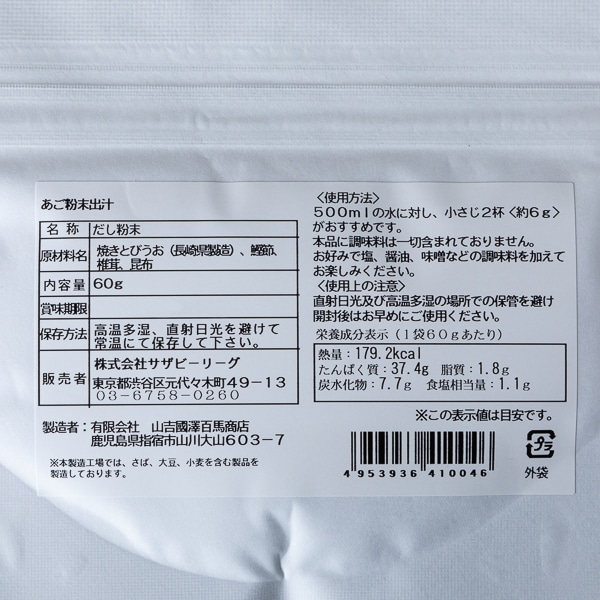 あご粉末出汁
名称 だし粉末
原材料名 焼きとびうお（長崎県製造）、鰹節、
椎茸、昆布
内容量 60g
賞味期限
保存方法 高温多湿、直射日光を避けて
常温にて保存して下さい。
販売者 株式会社サザビーリーグ
東京都渋谷区元代々木町49-13
03-6758-0260
製造者：有限会社 山吉國澤百馬商店
鹿児島県指宿市山川大山603-7
※本製造工場では、さば、大豆、小麦を含む製品を
製造しております。
〈使用方法〉
500mlの水に対し、小さじ2杯〈約6g〉
がおすすめです。
本品に調味料は一切含まれておりません。
お好みで塩、醤油、味噌などの調味料を加えて
お楽しみください。
〈使用上の注意〉
直射日光及び高温多湿の場所での保管を避け
開封後はお早めにご使用ください。
栄養成分表示（1袋60gあたり）
熱量：179.2kcal
たんぱく質：37.4g 脂質：1.8g
炭水化物：7.7g 食塩相当量：1.1g
※この表示値は目安です。
4953936 410046
プラ
外袋